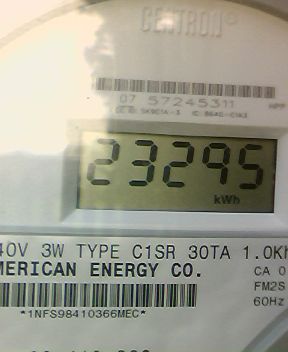 CENTRON®
07 57245311
23295
kWh
40V 3W TYPE C1SR 30TA 1.0Kh
MERICAN ENERGY CO.
CA 0
FM2S
60Hz
*1NFS98410366MEC*